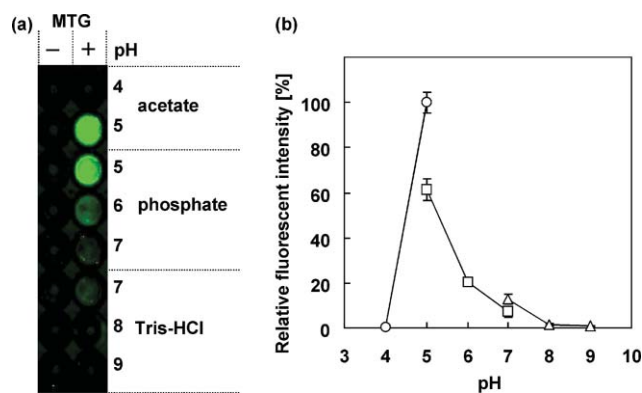 (a) MTG
− + pH
4
acetate
5
5
6 phosphate
7
7
8 Tris-HCl
9
(b)
Relative fluorescent intensity [%]
100
80
60
40
20
0
3 4 5 6 7 8 9 10
pH